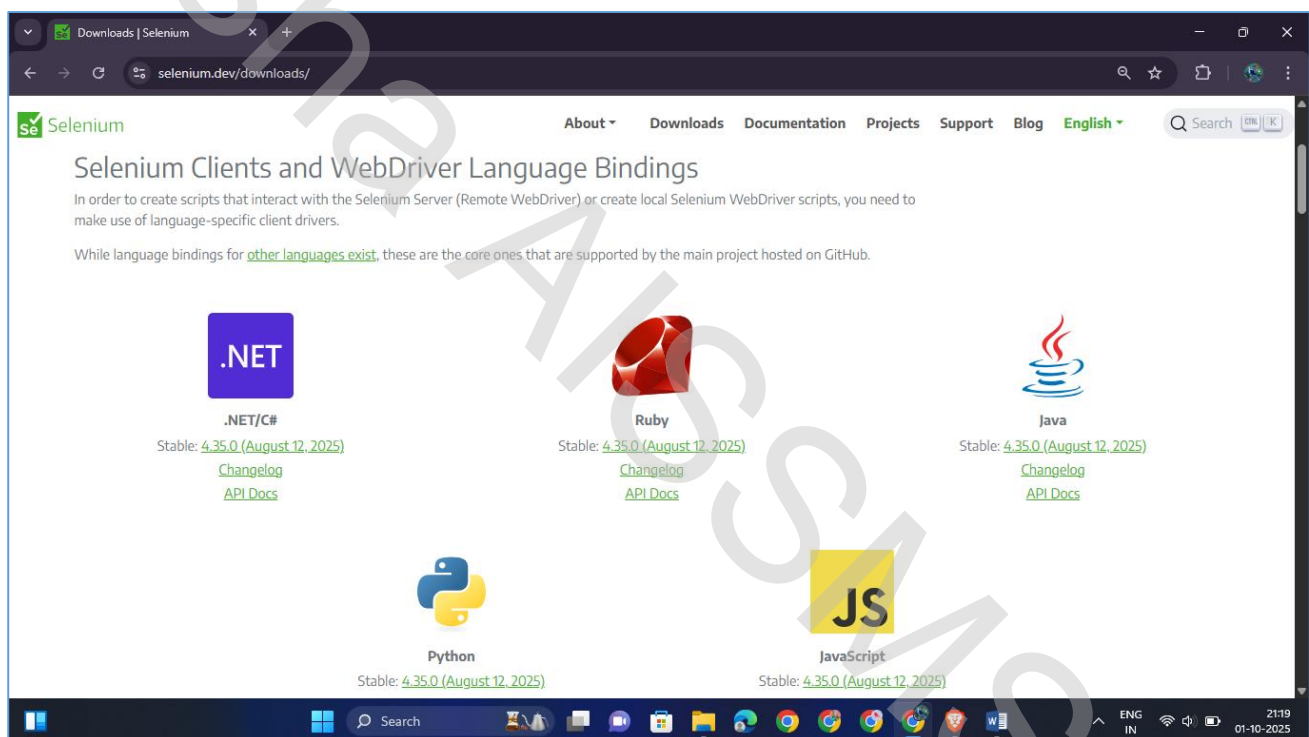 Downloads | Selenium
selenium.dev/downloads/
Se Selenium
About Downloads Documentation Projects Support Blog English Search CTRL K
Selenium Clients and WebDriver Language Bindings
In order to create scripts that interact with the Selenium Server (Remote WebDriver) or create local Selenium WebDriver scripts, you need to
make use of language-specific client drivers.
While language bindings for other languages exist, these are the core ones that are supported by the main project hosted on GitHub.
.NET
.NET/C#
Stable: 4.35.0 (August 12, 2025)
Changelog
API Docs
Ruby
Stable: 4.35.0 (August 12, 2025)
Changelog
API Docs
Java
Stable: 4.35.0 (August 12, 2025)
Changelog
API Docs
Python
Stable: 4.35.0 (August 12, 2025)
JS
JavaScript
Stable: 4.35.0 (August 12, 2025)
Search
ENG
IN
21:19
01-10-2025